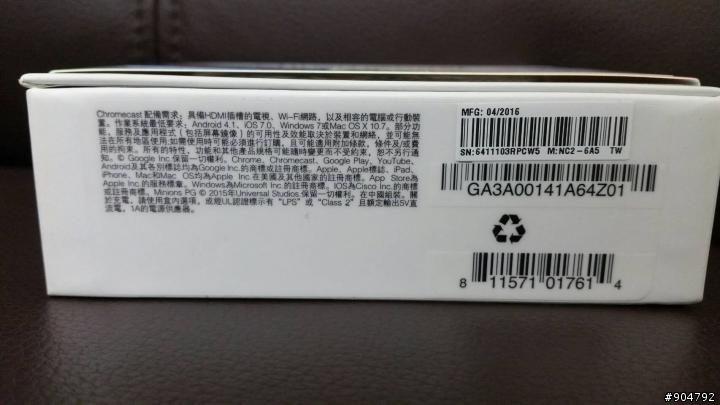 Chromecast 配備需求：具備HDMI插槽的電視、Wi-Fi網路，以及相容的電腦或行動裝
置。作業系統最低要求：Android 4.1、iOS 7.0、Windows 7或Mac OS X 10.7。部分功
能、服務及應用程式（包括屏幕鏡像）的可用性及效能取決於裝置和網絡，並可能無
法在所有地區使用；如需使用時可能必須進行訂購，且可能適用附加條款，條件及/或費
用的拘束。所有的特性、功能和其他產品規格可能隨時變更而不受約束，恕不另行通
知。© Google Inc.保留一切權利。Chrome、Chromecast、Google Play、YouTube、
Android及其各別標誌均為Google Inc.的商標或註冊商標。Apple、Apple標誌、iPad、
iPhone、Mac和Mac OS均為Apple Inc.在美國及其他國家的註冊商標。App Store為
Apple Inc.的服務標章。Windows為Microsoft Inc.的註冊商標。IOS為Cisco Inc.的商標
或註冊商標。Minions PG © 2015年Universal Studios.保留一切權利。在中國組裝。關
於充電，請使用盒內選項，或經UL認證標示有 "LPS" 或 "Class 2" 且額定輸出5V直
流電，1A的電源供應器。
MFG: 04/2016
SN:6411103RPCW5 M:NC2-6A5 TW
GA3A00141A64Z01
8 11571 01761 4
#904792